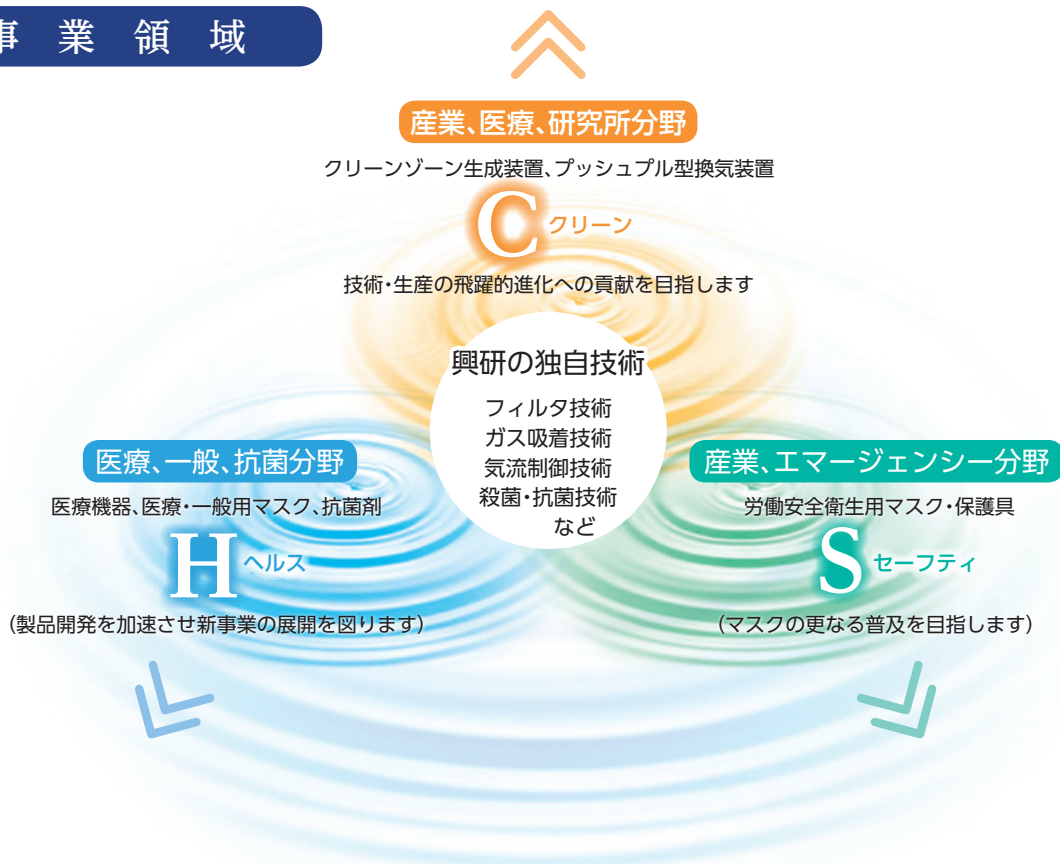 事業領域
産業、医療、研究所分野
クリーンゾーン生成装置、プッシュプル型換気装置
C クリーン
技術・生産の飛躍的進化への貢献を目指します
興研の独自技術
フィルタ技術
ガス吸着技術
気流制御技術
殺菌・抗菌技術
など
医療、一般、抗菌分野
医療機器、医療・一般用マスク、抗菌剤
H ヘルス
(製品開発を加速させ新事業の展開を図ります)
産業、エマージェンシー分野
労働安全衛生用マスク・保護具
S セーフティ
(マスクの更なる普及を目指します)